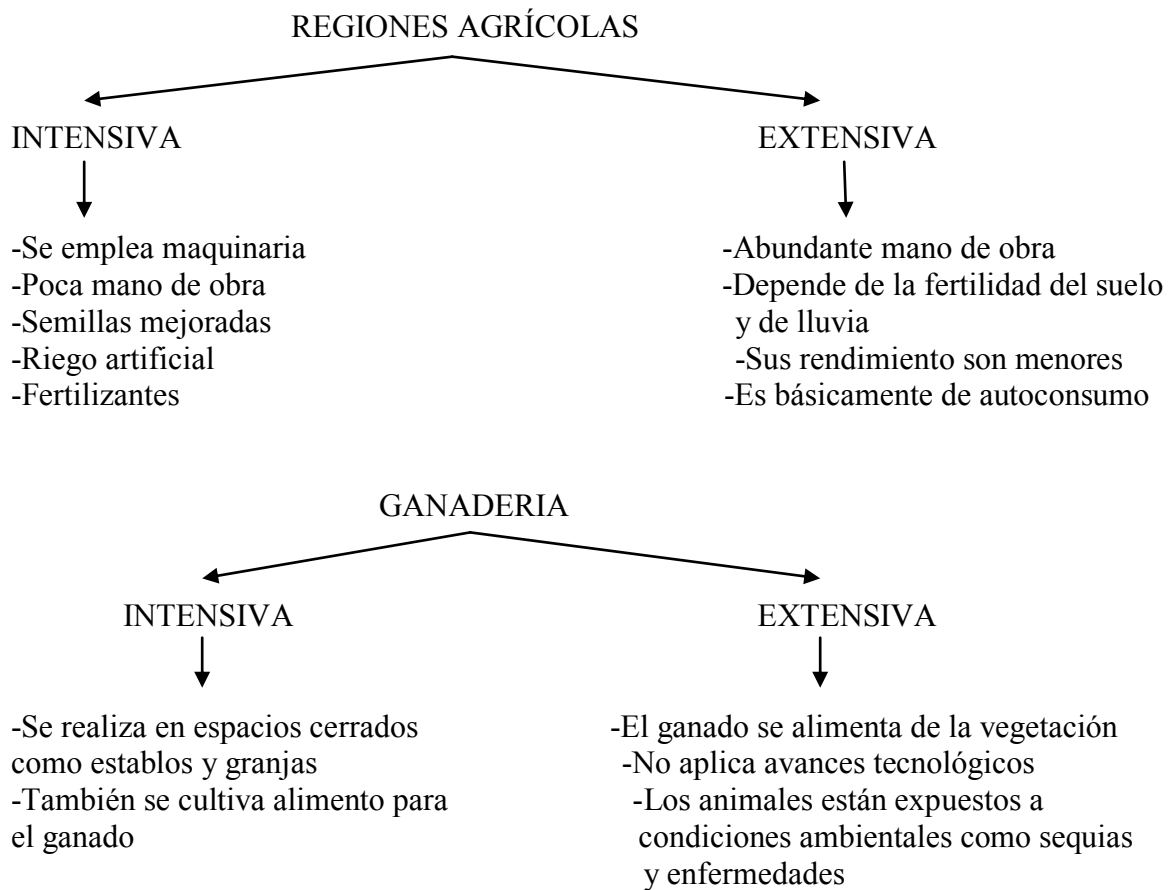 REGIONES AGRÍCOLAS
INTENSIVA
EXTENSIVA
-Se emplea maquinaria
-Poca mano de obra
-Semillas mejoradas
-Riego artificial
-Fertilizantes
-Abundante mano de obra
-Depende de la fertilidad del suelo
y de lluvia
-Sus rendimiento son menores
-Es básicamente de autoconsumo
GANADERIA
INTENSIVA
EXTENSIVA
-Se realiza en espacios cerrados
como establos y granjas
-También se cultiva alimento para
el ganado
-El ganado se alimenta de la vegetación
-No aplica avances tecnológicos
-Los animales están expuestos a
condiciones ambientales como sequias
y enfermedades